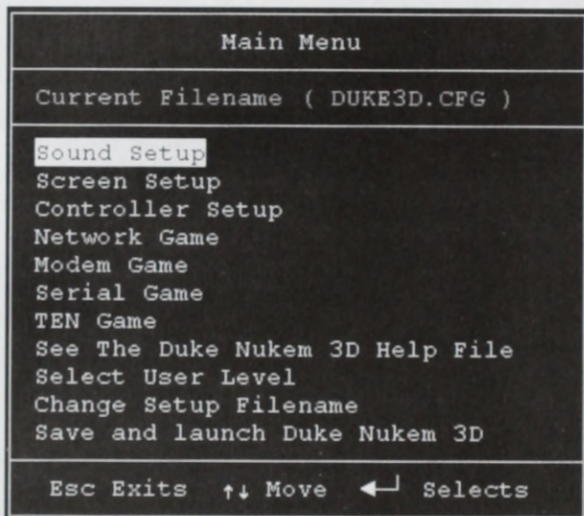 Main Menu
Current Filename ( DUKE3D.CFG )
Sound Setup
Screen Setup
Controller Setup
Network Game
Modem Game
Serial Game
TEN Game
See The Duke Nukem 3D Help File
Select User Level
Change Setup Filename
Save and launch Duke Nukem 3D
Esc Exits ↑↓ Move ◄┘ Selects